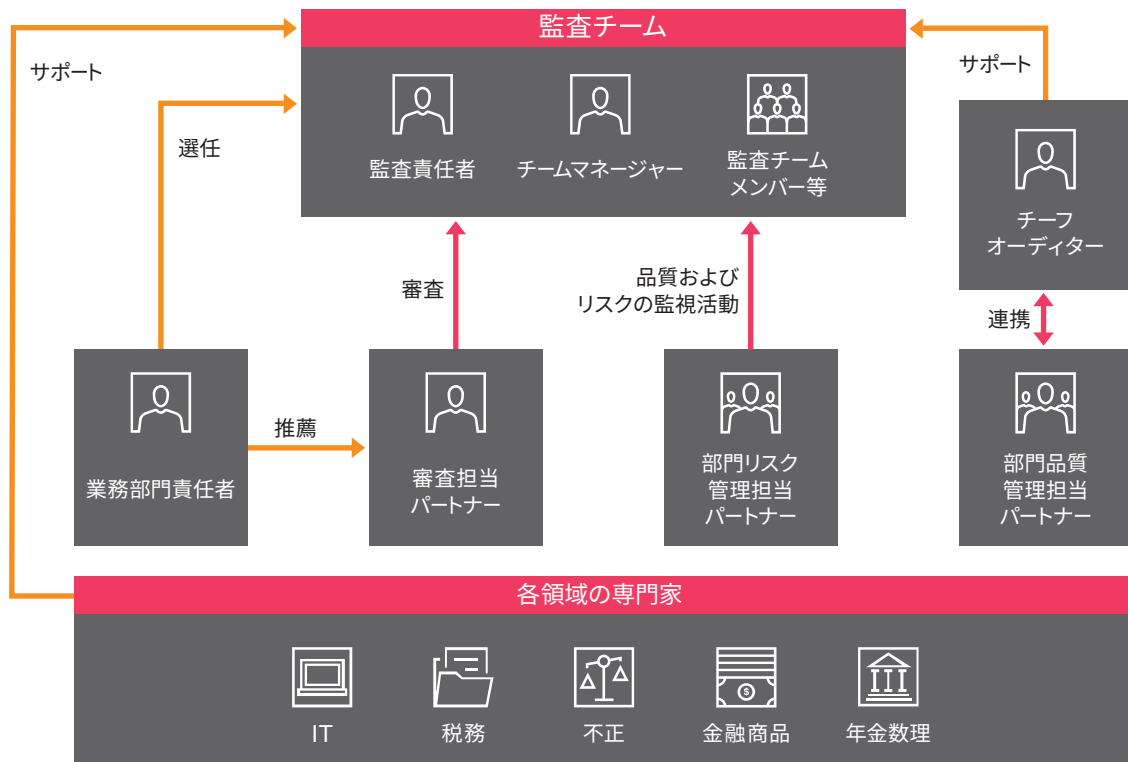 監査チーム
サポート
サポート
選任
監査責任者
チームマネージャー
監査チーム
メンバー等
チーフ
オーディター
審査
品質および
リスクの監視活動
連携
推薦
業務部門責任者
審査担当
パートナー
部門リスク
管理担当
パートナー
部門品質
管理担当
パートナー
各領域の専門家
$
IT
税務
不正
金融商品
年金数理